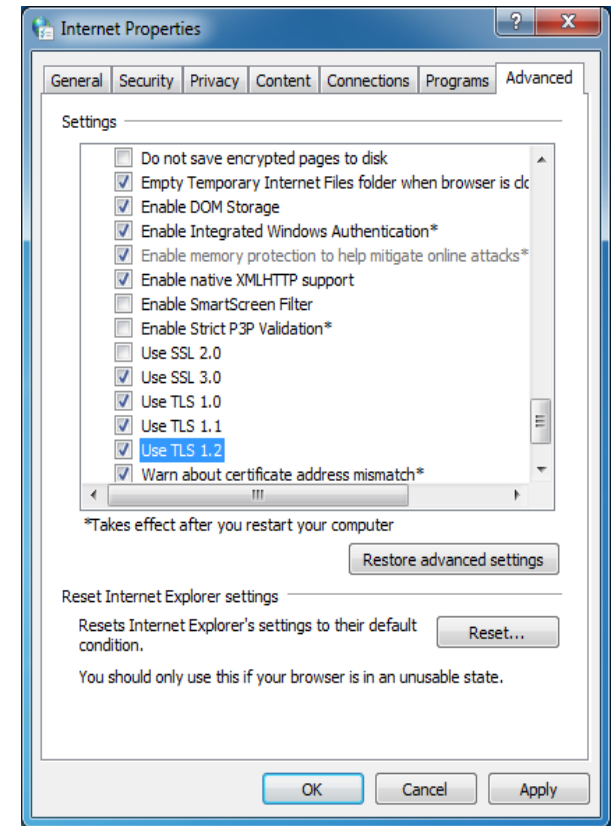 Internet Properties
?
X
General Security Privacy Content Connections Programs Advanced
Settings
Do not save encrypted pages to disk
Empty Temporary Internet Files folder when browser is clc
Enable DOM Storage
Enable Integrated Windows Authentication*
Enable memory protection to help mitigate online attacks*
Enable native XMLHTTP support
Enable SmartScreen Filter
Enable Strict P3P Validation*
Use SSL 2.0
Use SSL 3.0
Use TLS 1.0
Use TLS 1.1
Use TLS 1.2
Warn about certificate address mismatch*
*Takes effect after you restart your computer
Restore advanced settings
Reset Internet Explorer settings
Resets Internet Explorer's settings to their default
condition.
Reset...
You should only use this if your browser is in an unusable state.
OK Cancel Apply